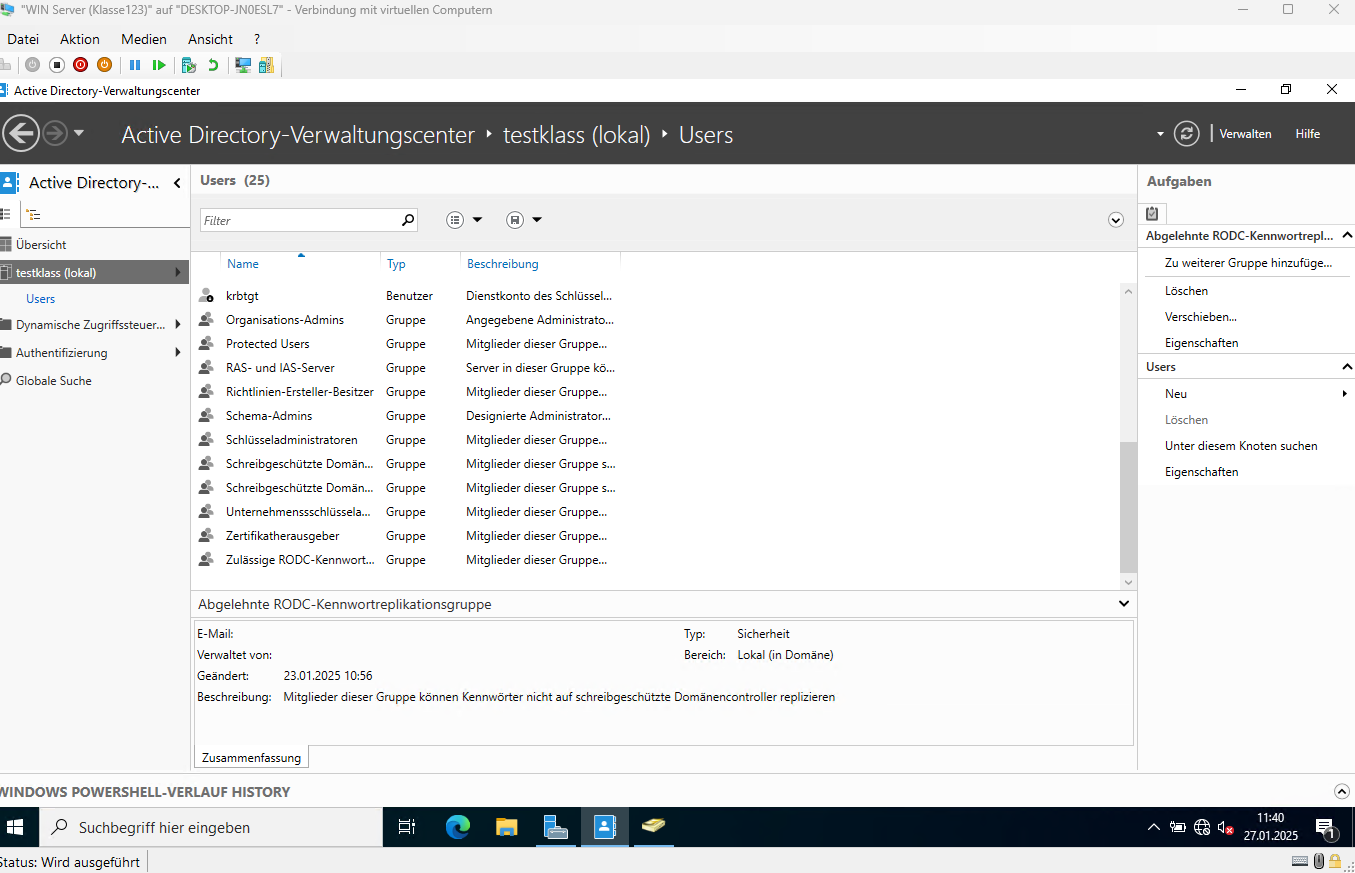 "WIN Server (Klasse123)" auf "DESKTOP-JN0ESL7" - Verbindung mit virtuellen Computern
Datei Aktion Medien Ansicht ?
Active Directory-Verwaltungscenter
Active Directory-Verwaltungscenter ‣ testklass (lokal) ‣ Users
Verwalten Hilfe
Active Directory-...
Übersicht
testklass (lokal)
Users
Dynamische Zugriffssteuer...
Authentifizierung
Globale Suche
Users (25)
Filter
Name Typ Beschreibung
krbtgt Benutzer Dienstkonto des Schlüssel...
Organisations-Admins Gruppe Angegebene Administrato...
Protected Users Gruppe Mitglieder dieser Gruppe...
RAS- und IAS-Server Gruppe Server in dieser Gruppe kö...
Richtlinien-Ersteller-Besitzer Gruppe Mitglieder dieser Gruppe...
Schema-Admins Gruppe Designierte Administrator...
Schlüsseladministratoren Gruppe Mitglieder dieser Gruppe...
Schreibgeschützte Domän... Gruppe Mitglieder dieser Gruppe s...
Schreibgeschützte Domän... Gruppe Mitglieder dieser Gruppe s...
Unternehmensschlüssela... Gruppe Mitglieder dieser Gruppe...
Zertifikatherausgeber Gruppe Mitglieder dieser Gruppe...
Zulässige RODC-Kennwort... Gruppe Mitglieder dieser Gruppe...
Abgelehnte RODC-Kennwortreplikationsgruppe
E-Mail:
Verwaltet von:
Geändert: 23.01.2025 10:56
Beschreibung: Mitglieder dieser Gruppe können Kennwörter nicht auf schreibgeschützte Domänencontroller replizieren
Typ: Sicherheit
Bereich: Lokal (in Domäne)
Zusammenfassung
Aufgaben
Abgelehnte RODC-Kennwortrepl...
Zu weiterer Gruppe hinzufüge...
Löschen
Verschieben...
Eigenschaften
Users
Neu
Löschen
Unter diesem Knoten suchen
Eigenschaften
WINDOWS POWERSHELL-VERLAUF HISTORY
Suchbegriff hier eingeben
11:40
27.01.2025
1
Status: Wird ausgeführt